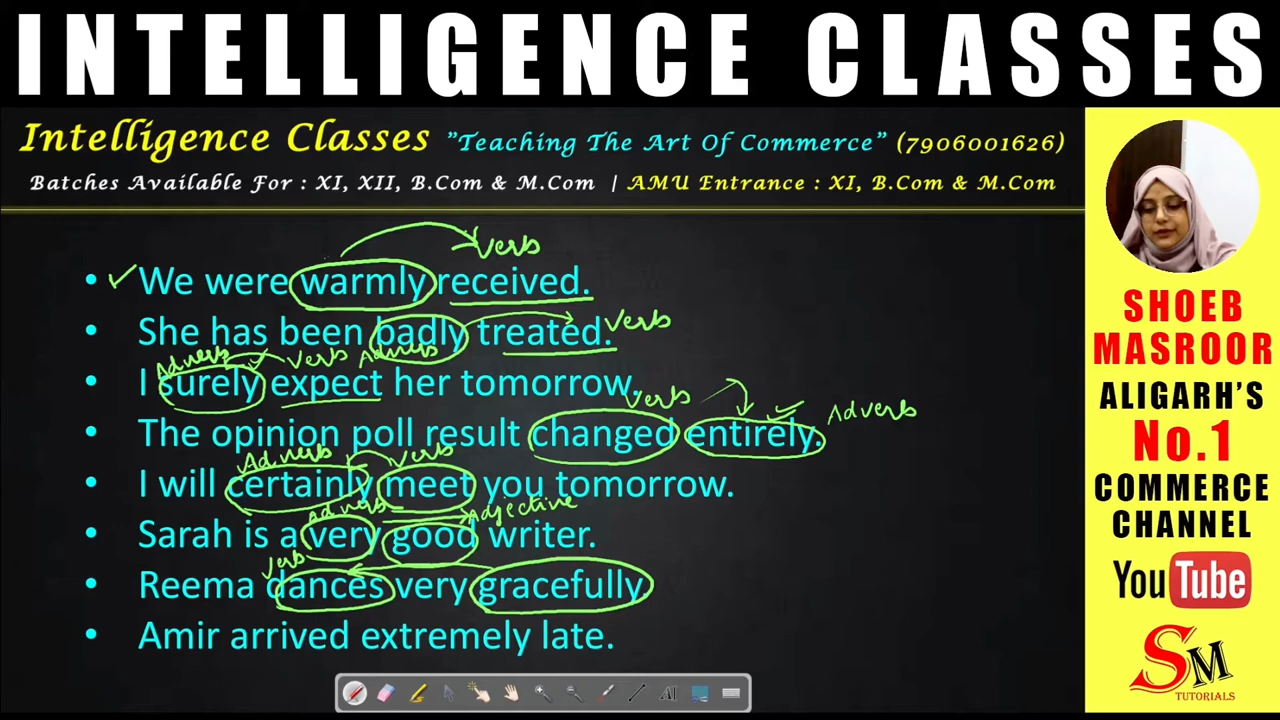 INTELLIGENCE CLASSES
Intelligence Classes "Teaching The Art Of Commerce" (7906001626)
Batches Available For : XI, XII, B.Com & M.Com | AMU Entrance : XI, B.Com & M.Com
verb
• We were warmly received.
• She has been badly treated. verb
Adverb verb Adverb
• I surely expect her tomorrow.
verb Adverb
• The opinion poll result changed entirely.
Adverb verb
• I will certainly meet you tomorrow.
Adverb Adjective
• Sarah is a very good writer.
verb
• Reema dances very gracefully
• Amir arrived extremely late.
AI
SHOEB
MASROOR
ALIGARH'S
No.1
COMMERCE
CHANNEL
YouTube
SM
TUTORIALS